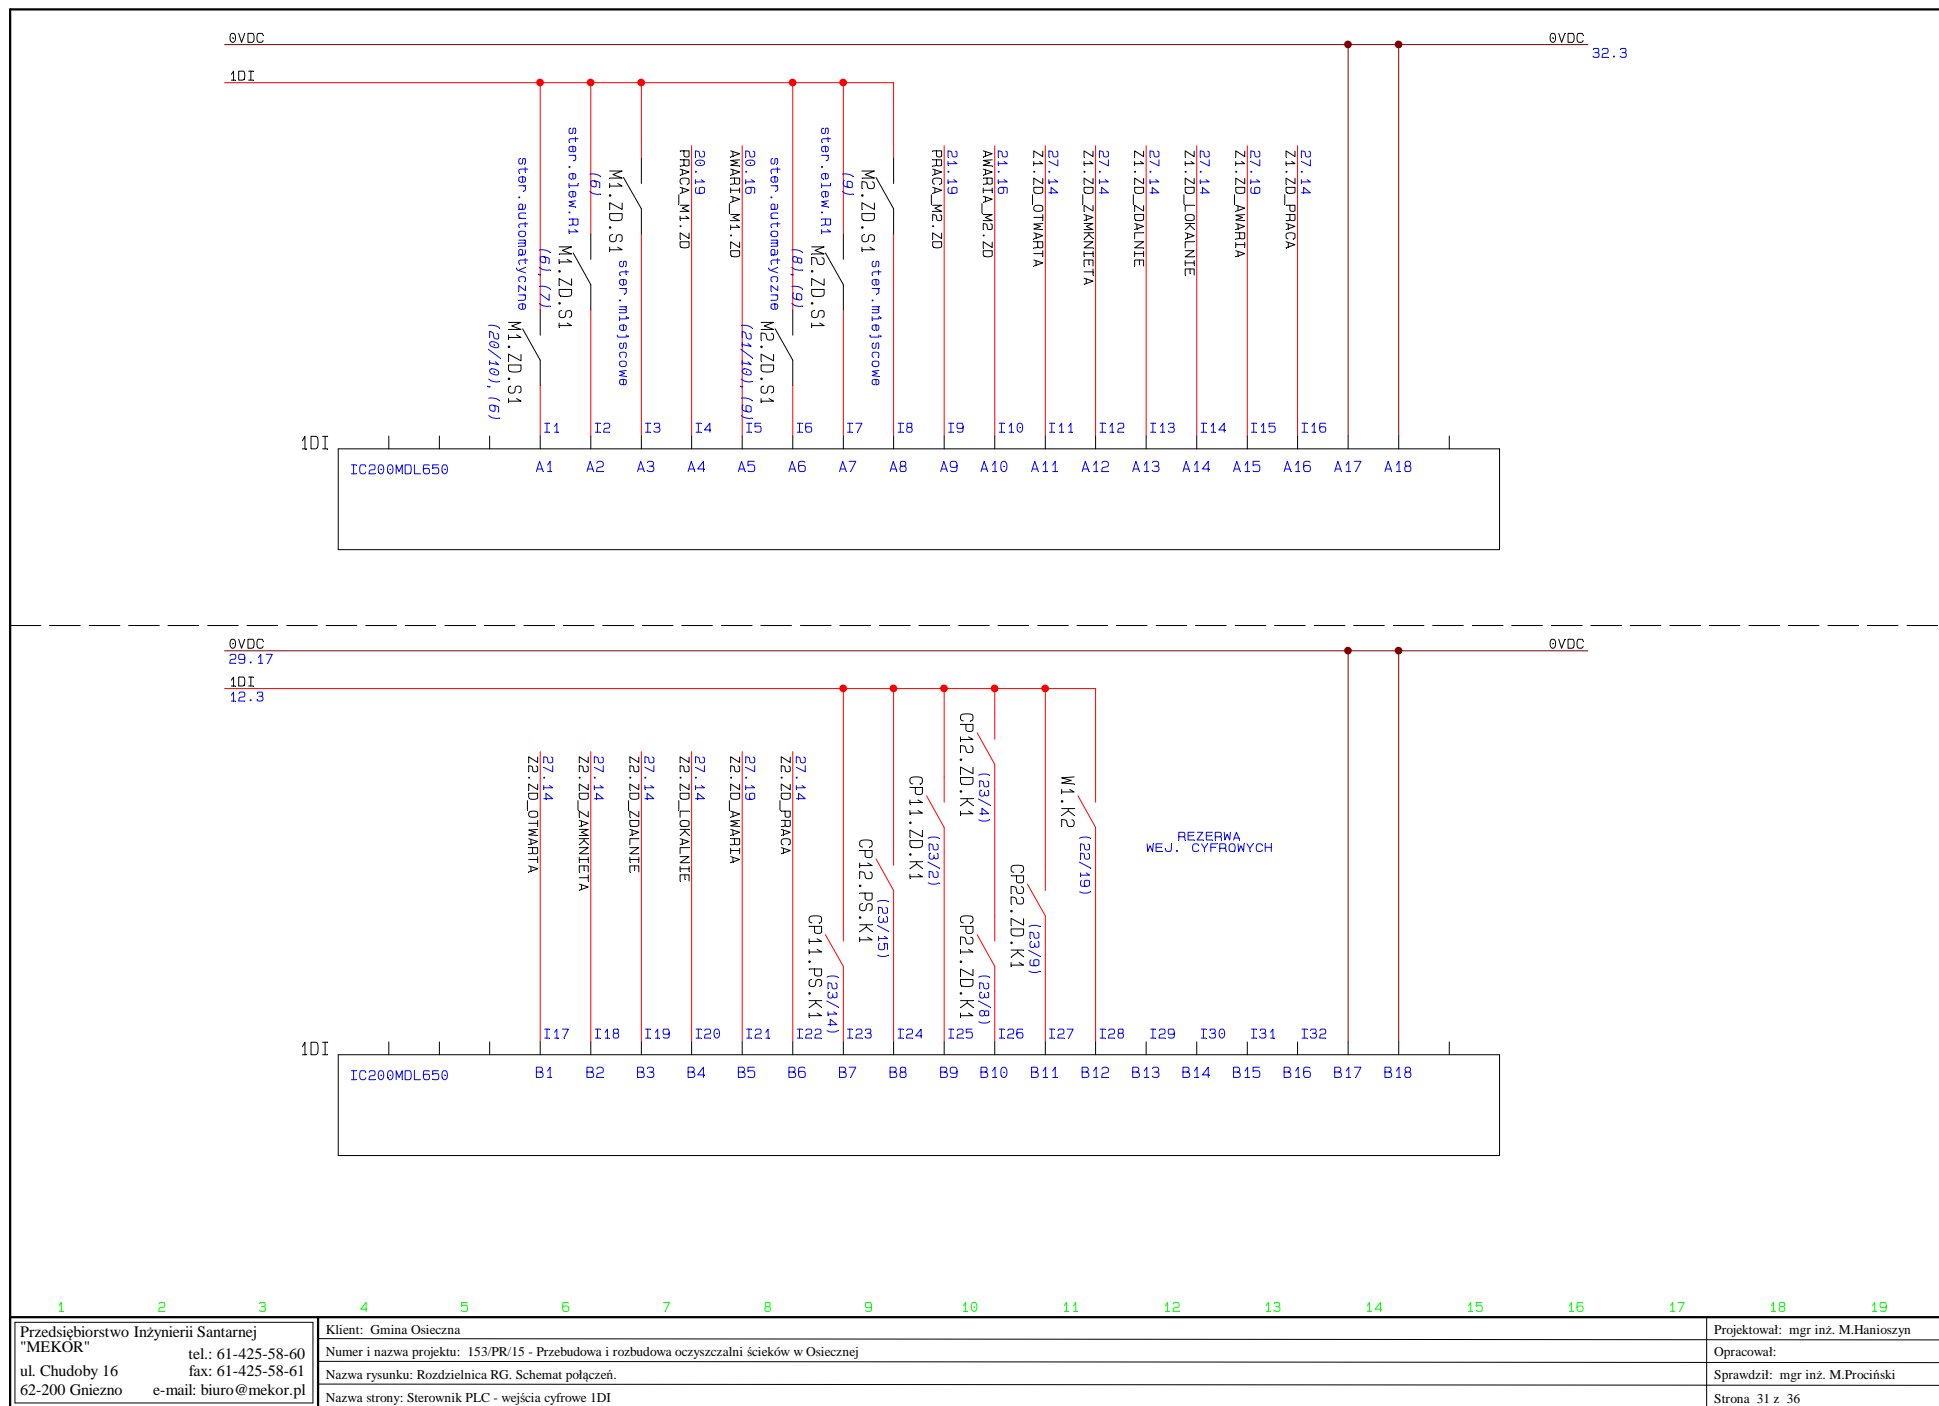 0VDC
0VDC
32.3
1DI
ster.automatyczne
M1.ZD.S1
(20/10), (6)
ster.elew.R1
M1.ZD.S1
(6), (7)
M1.ZD.S1
(6)
ster.miejscowe
20.19
PRACA_M1.ZD
20.16
AWARIA_M1.ZD
ster.automatyczne
M2.ZD.S1
(21/10), (9)
ster.elew.R1
M2.ZD.S1
(8), (9)
M2.ZD.S1
(9)
ster.miejscowe
21.19
PRACA_M2.ZD
21.16
AWARIA_M2.ZD
27.14
Z1.ZD_OTWARTA
27.14
Z1.ZD_ZAMKNIETA
27.14
Z1.ZD_ZDALNIE
27.14
Z1.ZD_LOKALNIE
27.19
Z1.ZD_AWARIA
27.14
Z1.ZD_PRACA
I1 I2 I3 I4 I5 I6 I7 I8 I9 I10 I11 I12 I13 I14 I15 I16
1DI
IC200MDL650 A1 A2 A3 A4 A5 A6 A7 A8 A9 A10 A11 A12 A13 A14 A15 A16 A17 A18
0VDC
0VDC
29.17
1DI
12.3
27.14
Z2.ZD_OTWARTA
27.14
Z2.ZD_ZAMKNIETA
27.14
Z2.ZD_ZDALNIE
27.14
Z2.ZD_LOKALNIE
27.19
Z2.ZD_AWARIA
27.14
Z2.ZD_PRACA
CP11.PS.K1
(23/14)
CP12.PS.K1
(23/15)
CP11.ZD.K1
(23/2)
CP12.ZD.K1
(23/4)
CP21.ZD.K1
(23/8)
CP22.ZD.K1
(23/9)
W1.K2
(22/19)
REZERWA
WEJ. CYFROWYCH
I17 I18 I19 I20 I21 I22 I23 I24 I25 I26 I27 I28 I29 I30 I31 I32
1DI
IC200MDL650 B1 B2 B3 B4 B5 B6 B7 B8 B9 B10 B11 B12 B13 B14 B15 B16 B17 B18
1 2 3 4 5 6 7 8 9 10 11 12 13 14 15 16 17 18 19
Przedsiębiorstwo Inżynierii Santarnej
"MEKOR"
tel.: 61-425-58-60
ul. Chudoby 16 fax: 61-425-58-61
62-200 Gniezno e-mail: biuro@mekor.pl
Klient: Gmina Osieczna
Numer i nazwa projektu: 153/PR/15 - Przebudowa i rozbudowa oczyszczalni ścieków w Osiecznej
Nazwa rysunku: Rozdzielnica RG. Schemat połączeń.
Nazwa strony: Sterownik PLC - wejścia cyfrowe 1DI
Projektował: mgr inż. M.Hanioszyn
Opracował:
Sprawdził: mgr inż. M.Prociński
Strona 31 z 36